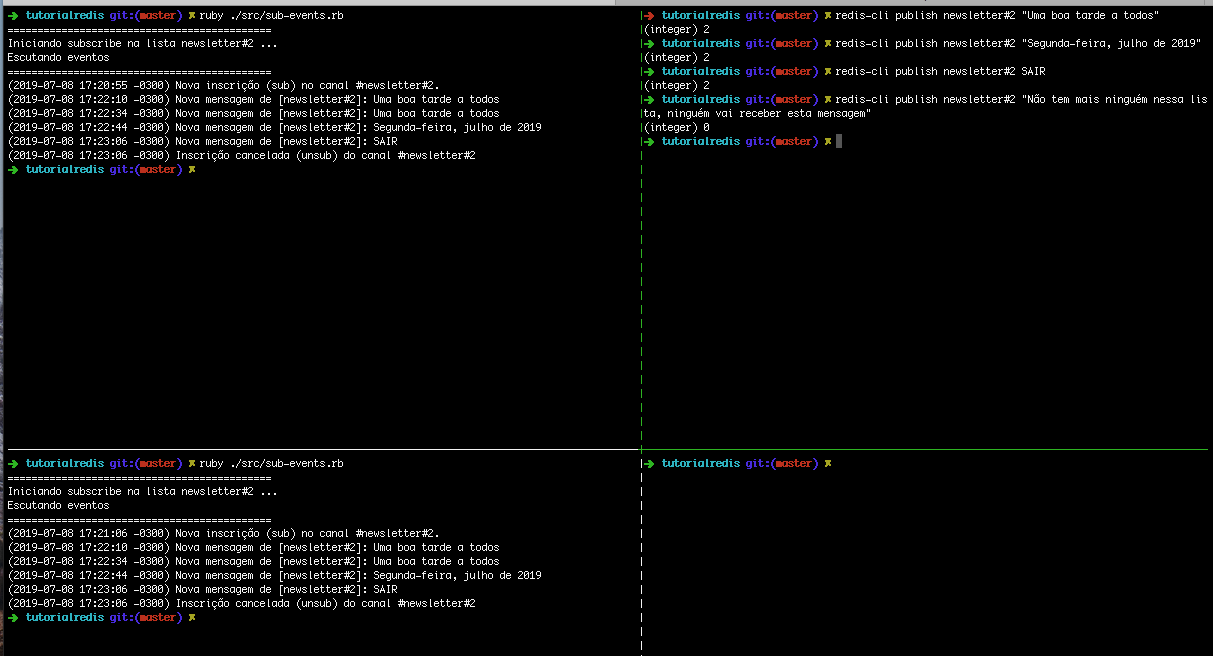 ➜ tutorialredis git:(master) ✗ ruby ./src/sub-events.rb
============================================
Iniciando subscribe na lista newsletter#2 ...
Escutando eventos
============================================
(2019-07-08 17:20:55 -0300) Nova inscrição (sub) no canal #newsletter#2.
(2019-07-08 17:22:10 -0300) Nova mensagem de [newsletter#2]: Uma boa tarde a todos
(2019-07-08 17:22:34 -0300) Nova mensagem de [newsletter#2]: Uma boa tarde a todos
(2019-07-08 17:22:44 -0300) Nova mensagem de [newsletter#2]: Segunda-feira, julho de 2019
(2019-07-08 17:23:06 -0300) Nova mensagem de [newsletter#2]: SAIR
(2019-07-08 17:23:06 -0300) Inscrição cancelada (unsub) do canal #newsletter#2
➜ tutorialredis git:(master) ✗
➜ tutorialredis git:(master) ✗ redis-cli publish newsletter#2 "Uma boa tarde a todos"
(integer) 2
➜ tutorialredis git:(master) ✗ redis-cli publish newsletter#2 "Segunda-feira, julho de 2019"
(integer) 2
➜ tutorialredis git:(master) ✗ redis-cli publish newsletter#2 SAIR
(integer) 2
➜ tutorialredis git:(master) ✗ redis-cli publish newsletter#2 "Não tem mais ninguém nessa lis
ta, ninguém vai receber esta mensagem"
(integer) 0
➜ tutorialredis git:(master) ✗
➜ tutorialredis git:(master) ✗ ruby ./src/sub-events.rb
============================================
Iniciando subscribe na lista newsletter#2 ...
Escutando eventos
============================================
(2019-07-08 17:21:06 -0300) Nova inscrição (sub) no canal #newsletter#2.
(2019-07-08 17:22:10 -0300) Nova mensagem de [newsletter#2]: Uma boa tarde a todos
(2019-07-08 17:22:34 -0300) Nova mensagem de [newsletter#2]: Uma boa tarde a todos
(2019-07-08 17:22:44 -0300) Nova mensagem de [newsletter#2]: Segunda-feira, julho de 2019
(2019-07-08 17:23:06 -0300) Nova mensagem de [newsletter#2]: SAIR
(2019-07-08 17:23:06 -0300) Inscrição cancelada (unsub) do canal #newsletter#2
➜ tutorialredis git:(master) ✗
➜ tutorialredis git:(master) ✗